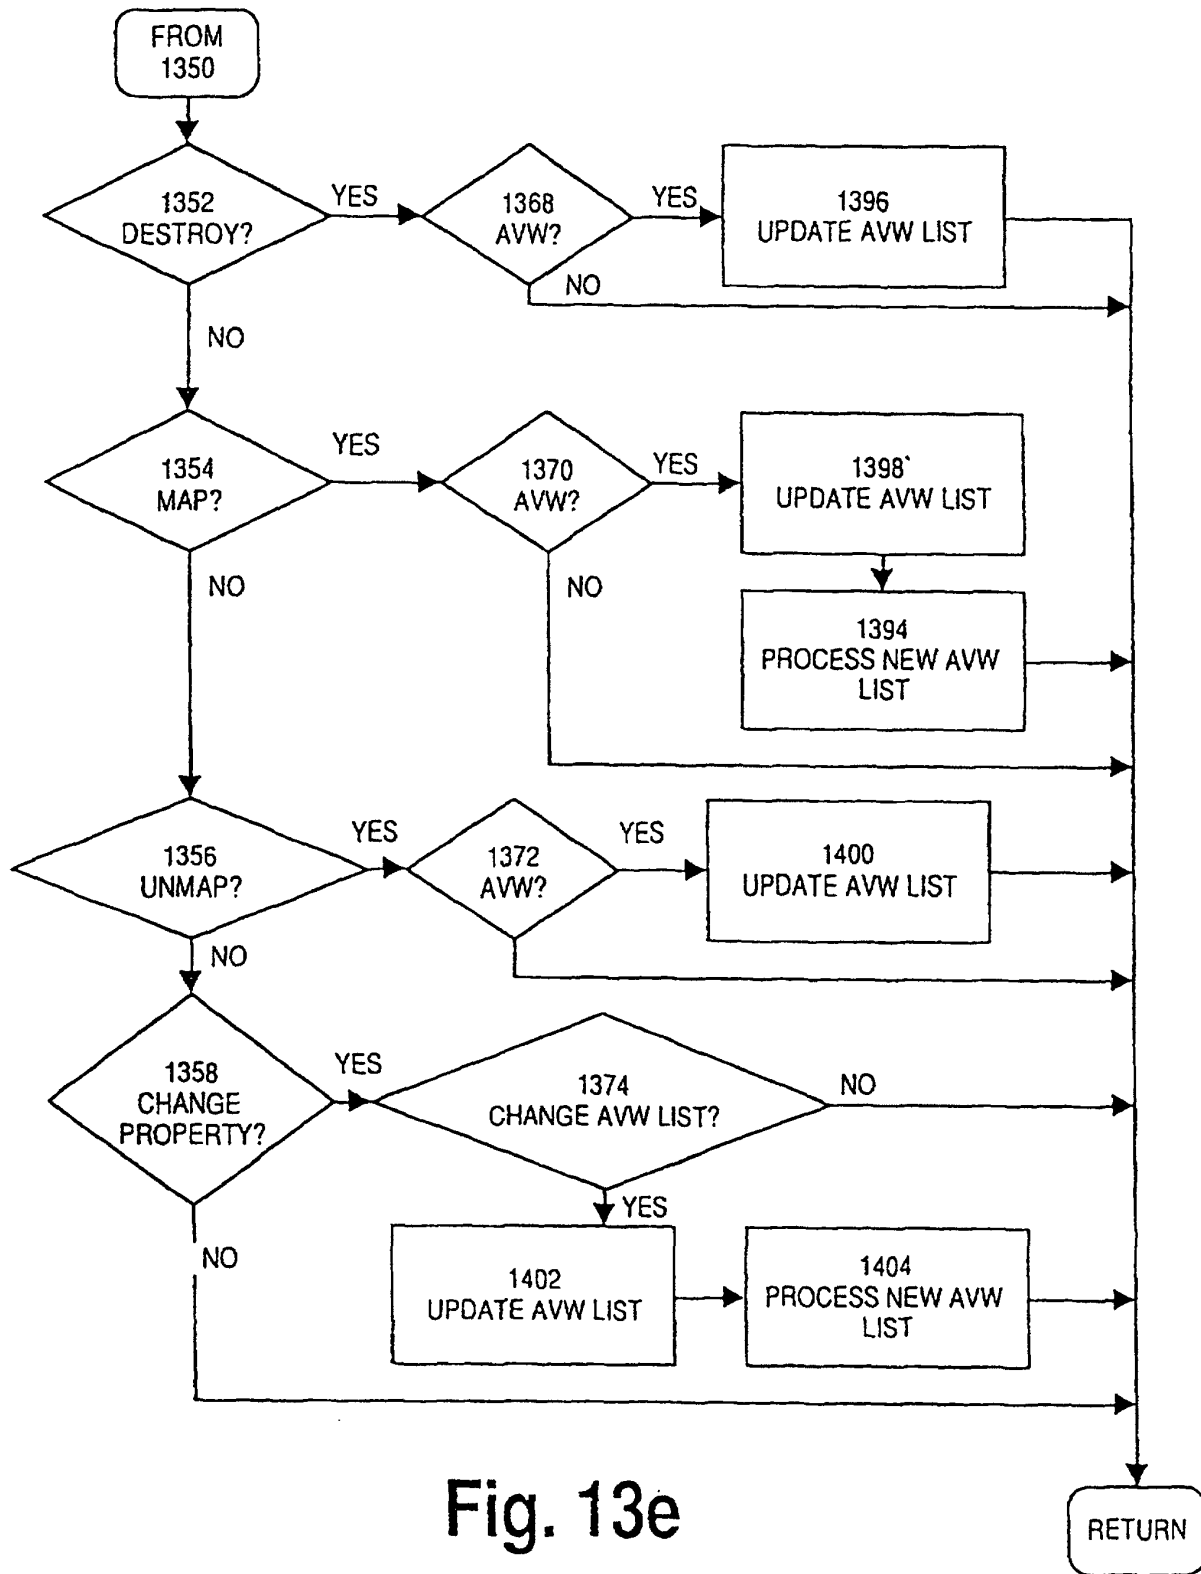 FROM
1350
1352
DESTROY?
YES
1368
AVW?
YES
1396
UPDATE AVW LIST
NO
NO
1354
MAP?
YES
1370
AVW?
YES
1398`
UPDATE AVW LIST
NO
NO
1394
PROCESS NEW AVW
LIST
1356
UNMAP?
YES
1372
AVW?
YES
1400
UPDATE AVW LIST
NO
1358
CHANGE
PROPERTY?
YES
1374
CHANGE AVW LIST?
NO
YES
NO
1402
UPDATE AVW LIST
1404
PROCESS NEW AVW
LIST
Fig. 13e
RETURN